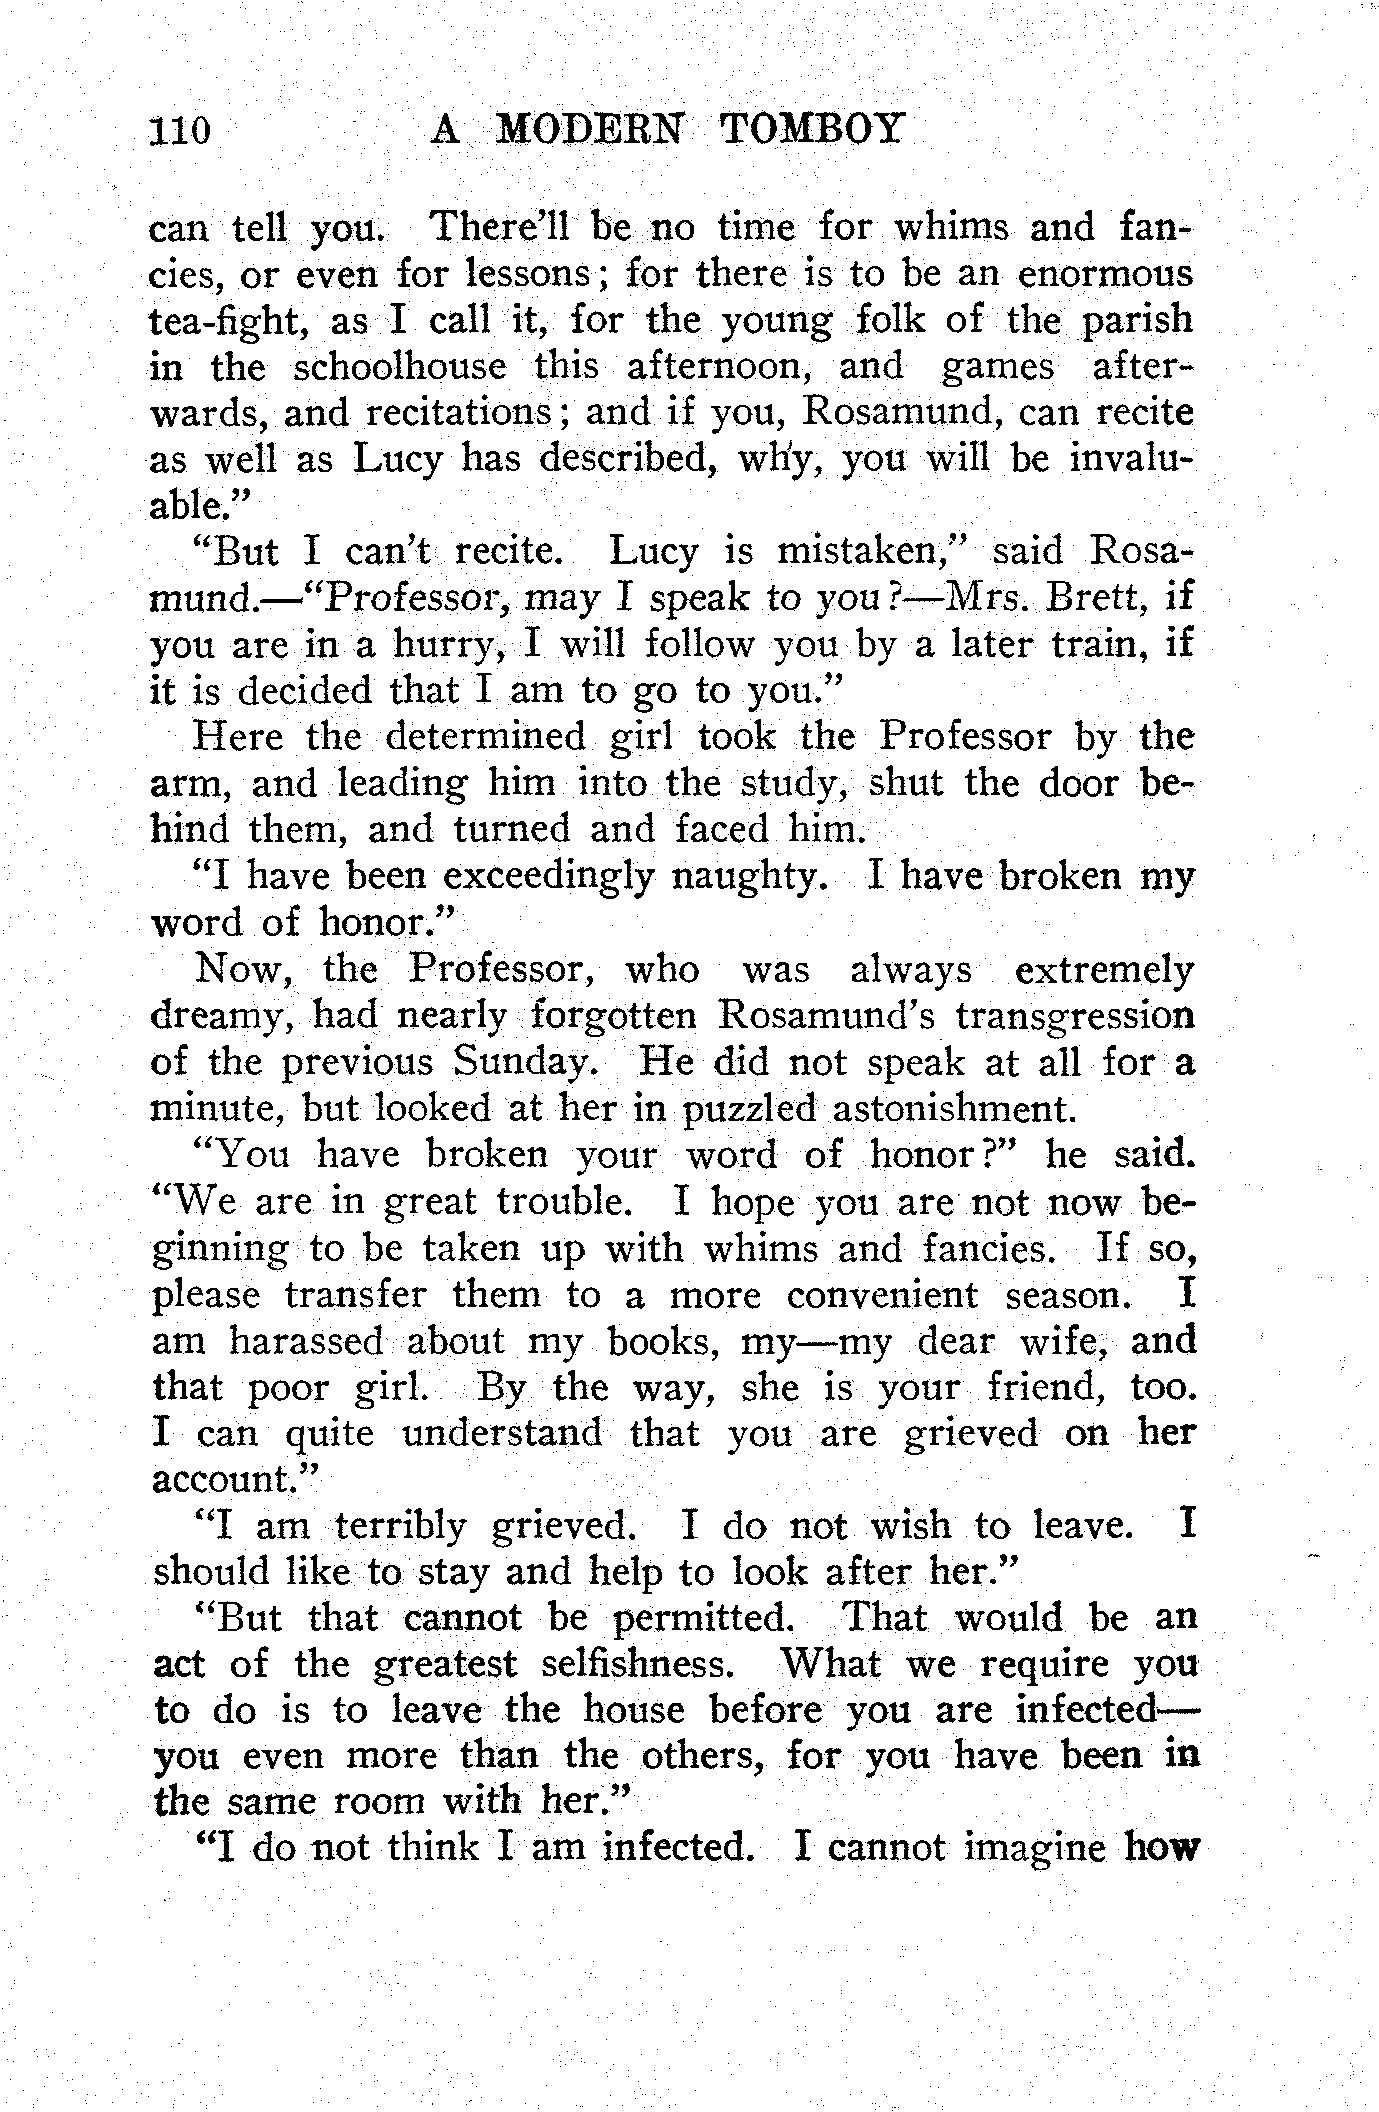 110 A MODERN TOMBOY
can tell you. There'll be no time for whims and fan-
cies, or even for lessons; for there is to be an enormous
tea-fight, as I call it, for the young folk of the parish
in the schoolhouse this afternoon, and games after-
wards, and recitations; and if you, Rosamund, can recite
as well as Lucy has described, why, you will be invalu-
able."
"But I can't recite. Lucy is mistaken," said Rosa-
mund.—"Professor, may I speak to you?—Mrs. Brett, if
you are in a hurry, I will follow you by a later train, if
it is decided that I am to go to you."
Here the determined girl took the Professor by the
arm, and leading him into the study, shut the door be-
hind them, and turned and faced him.
"I have been exceedingly naughty. I have broken my
word of honor."
Now, the Professor, who was always extremely
dreamy, had nearly forgotten Rosamund's transgression
of the previous Sunday. He did not speak at all for a
minute, but looked at her in puzzled astonishment.
"You have broken your word of honor?" he said.
"We are in great trouble. I hope you are not now be-
ginning to be taken up with whims and fancies. If so,
please transfer them to a more convenient season. I
am harassed about my books, my—my dear wife, and
that poor girl. By the way, she is your friend, too.
I can quite understand that you are grieved on her
account."
"I am terribly grieved. I do not wish to leave. I
should like to stay and help to look after her."
"But that cannot be permitted. That would be an
act of the greatest selfishness. What we require you
to do is to leave the house before you are infected—
you even more than the others, for you have been in
the same room with her."
"I do not think I am infected. I cannot imagine how